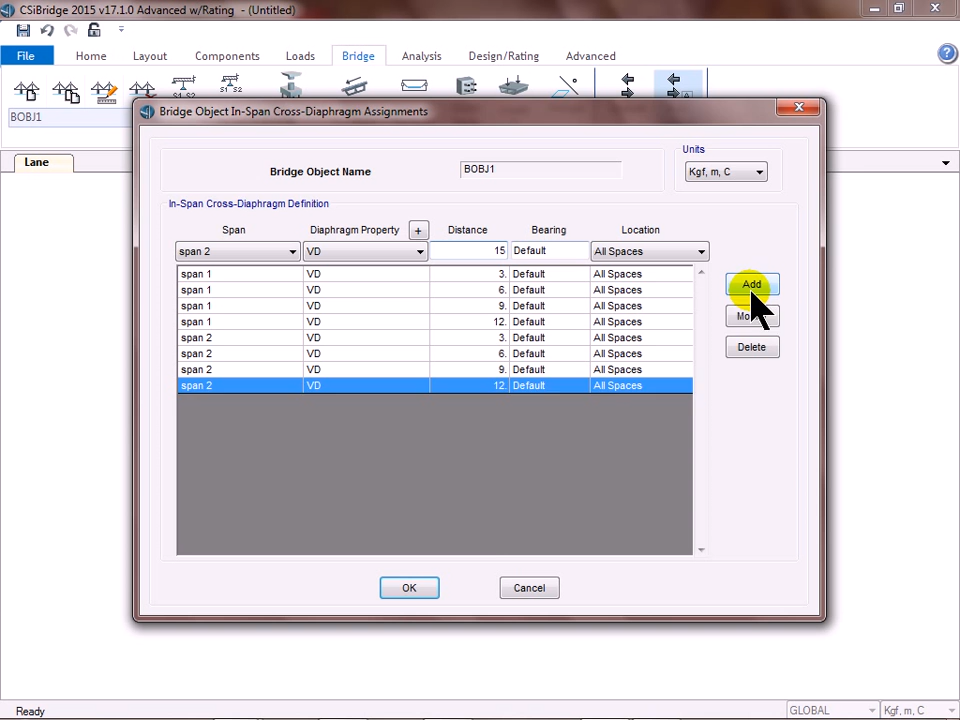 CSiBridge 2015 v17.1.0 Advanced w/Rating - (Untitled)
File Home Layout Components Loads Bridge Analysis Design/Rating Advanced
BOBJ1
Lane
Bridge Object In-Span Cross-Diaphragm Assignments
Bridge Object Name BOBJ1
Units
Kgf, m, C
In-Span Cross-Diaphragm Definition
Span Diaphragm Property + Distance Bearing Location
span 2 VD 15 Default All Spaces
span 1 VD 3. Default All Spaces
span 1 VD 6. Default All Spaces
span 1 VD 9. Default All Spaces
span 1 VD 12. Default All Spaces
span 2 VD 3. Default All Spaces
span 2 VD 6. Default All Spaces
span 2 VD 9. Default All Spaces
span 2 VD 12. Default All Spaces
Add
Delete
OK Cancel
Ready GLOBAL Kgf, m, C